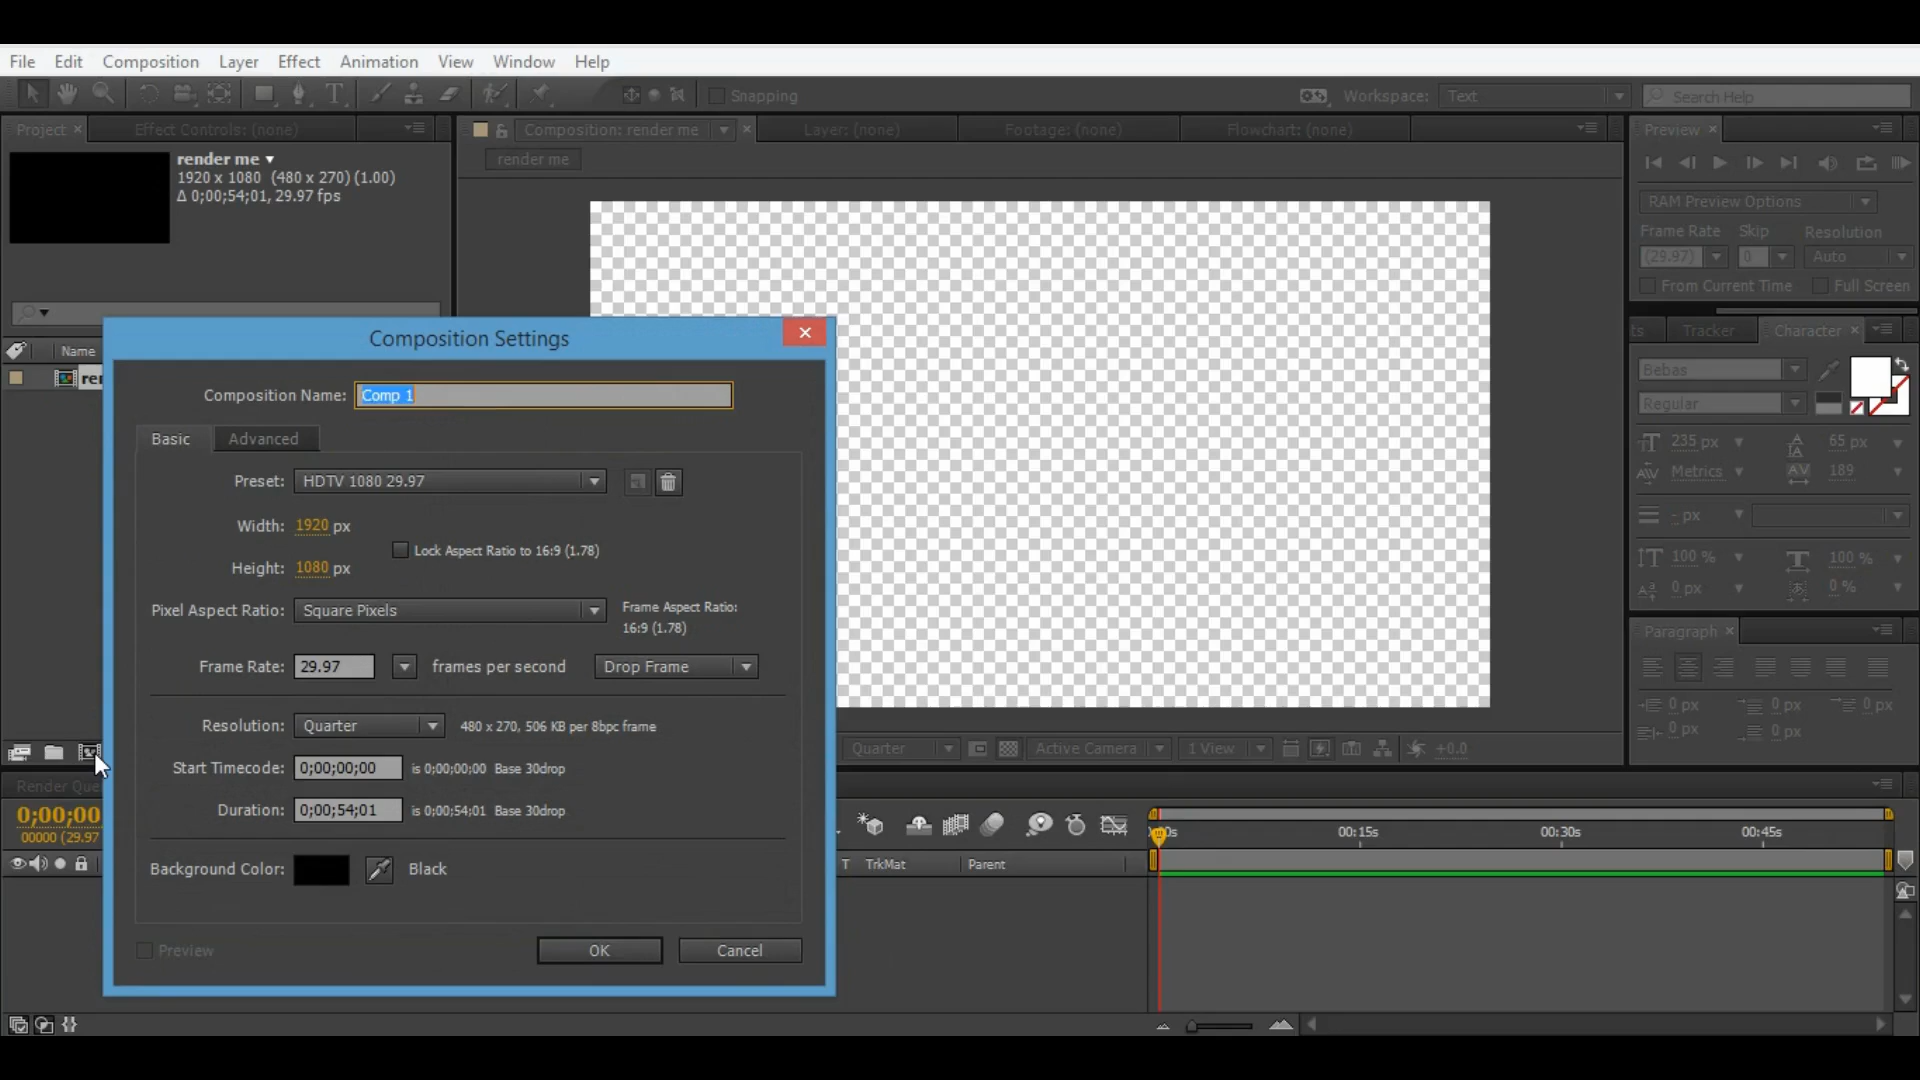 File Edit Composition Layer Effect Animation View Window Help
Snapping
Workspace: Text
Search Help
Project Effect Controls: (none)
Composition: render me Layer: (none) Footage: (none) Flowchart: (none)
Preview
render me
1920 x 1080 (480 x 270) (1.00)
Δ 0;00;54;01, 29.97 fps
render me
RAM Preview Options
Frame Rate Skip Resolution
(29.97) 0 Auto
From Current Time Full Screen
Name
ren
ts Tracker Character
Bebas
Regular
235 px 65 px
Metrics 189
- px
100 % 100 %
0 px 0 %
Paragraph
0 px 0 px 0 px
0 px 0 px
Composition Settings
Composition Name: Comp 1
Basic Advanced
Preset: HDTV 1080 29.97
Width: 1920 px
Lock Aspect Ratio to 16:9 (1.78)
Height: 1080 px
Pixel Aspect Ratio: Square Pixels
Frame Aspect Ratio:
16:9 (1.78)
Frame Rate: 29.97 frames per second Drop Frame
Resolution: Quarter 480 x 270, 506 KB per 8bpc frame
Start Timecode: 0;00;00;00 is 0;00;00;00 Base 30drop
Duration: 0;00;54;01 is 0;00;54;01 Base 30drop
Background Color: Black
Preview OK Cancel
Quarter Active Camera 1 View +0.0
Render Que
0;00;00
00000 (29.97
00:15s 00:30s 00:45s
T TrkMat Parent